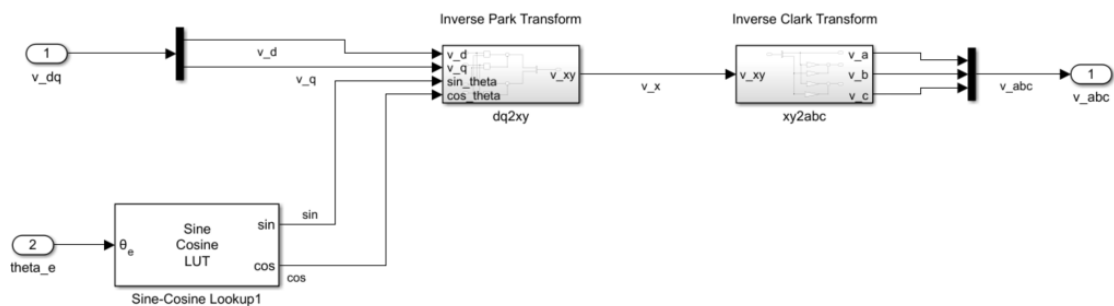 Inverse Park Transform
Inverse Clark Transform
1
v_dq
v_d
v_q
v_d
v_q
sin_theta
cos_theta
v_xy
dq2xy
v_x
v_xy
v_a
v_b
v_c
xy2abc
v_abc
1
v_abc
2
theta_e
θe
Sine
Cosine
LUT
sin
cos
sin
cos
Sine-Cosine Lookup1